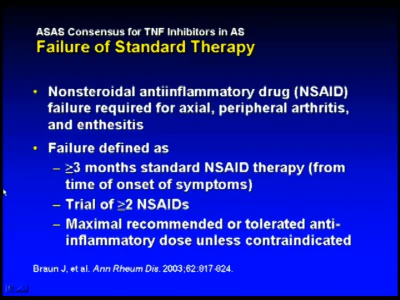 ASAS Consensus for TNF Inhibitors in AS
Failure of Standard Therapy
• Nonsteroidal antiinflammatory drug (NSAID)
failure required for axial, peripheral arthritis,
and enthesitis
• Failure defined as
– ≥3 months standard NSAID therapy (from
time of onset of symptoms)
– Trial of ≥2 NSAIDs
– Maximal recommended or tolerated anti-
inflammatory dose unless contraindicated
Braun J, et al. Ann Rheum Dis. 2003;62:817-824.